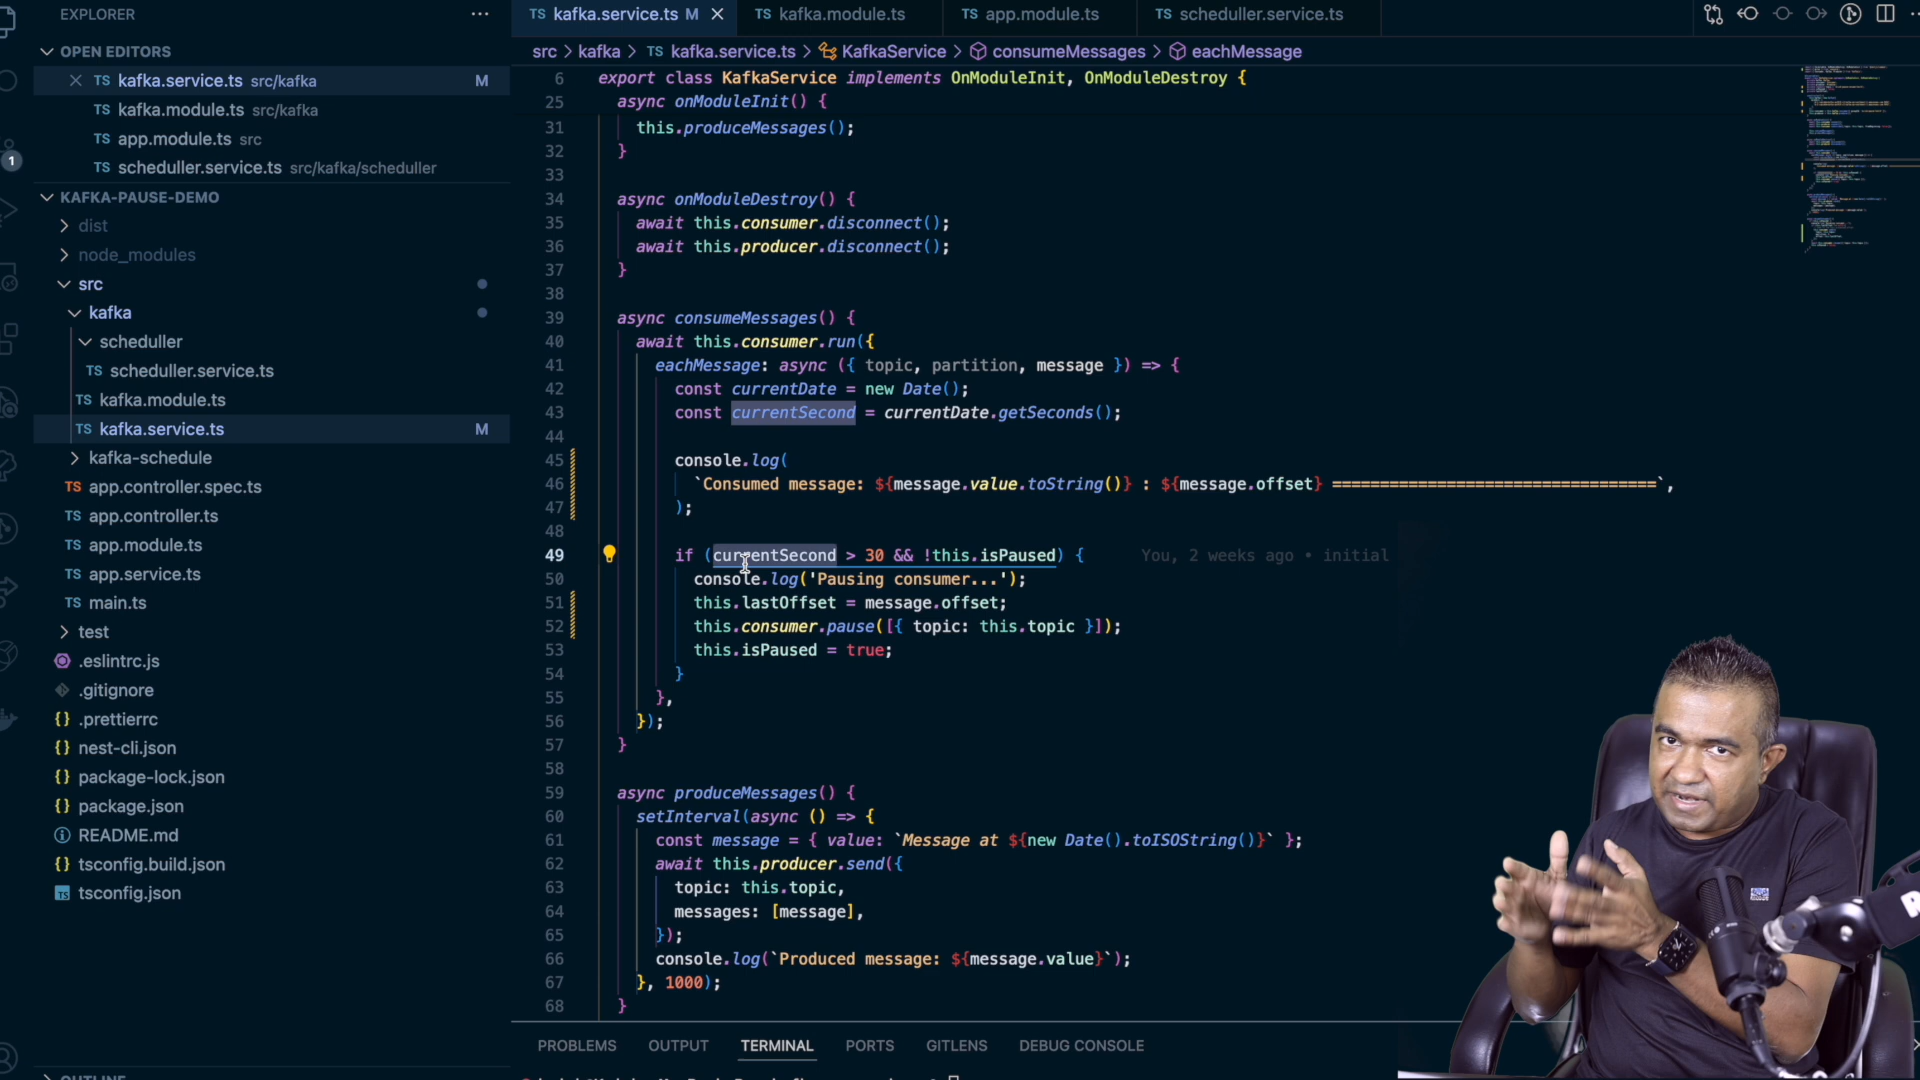 EXPLORER
OPEN EDITORS
TS kafka.service.ts src/kafka M
TS kafka.module.ts src/kafka
TS app.module.ts src
TS scheduller.service.ts src/kafka/scheduller
KAFKA-PAUSE-DEMO
dist
node_modules
src
kafka
scheduller
TS scheduller.service.ts
TS kafka.module.ts
TS kafka.service.ts M
kafka-schedule
TS app.controller.spec.ts
TS app.controller.ts
TS app.module.ts
TS app.service.ts
TS main.ts
test
.eslintrc.js
.gitignore
{} .prettierrc
{} nest-cli.json
{} package-lock.json
{} package.json
README.md
{} tsconfig.build.json
TS tsconfig.json
1
TS kafka.service.ts M
TS kafka.module.ts
TS app.module.ts
TS scheduller.service.ts
src > kafka > TS kafka.service.ts > KafkaService > consumeMessages > eachMessage
6 export class KafkaService implements OnModuleInit, OnModuleDestroy {
25 async onModuleInit() {
31 this.produceMessages();
32 }
33
34 async onModuleDestroy() {
35 await this.consumer.disconnect();
36 await this.producer.disconnect();
37 }
38
39 async consumeMessages() {
40 await this.consumer.run({
41 eachMessage: async ({ topic, partition, message }) => {
42 const currentDate = new Date();
43 const currentSecond = currentDate.getSeconds();
44
45 console.log(
46 `Consumed message: ${message.value.toString()} : ${message.offset} ==================================`,
47 );
48
49 if (currentSecond > 30 && !this.isPaused) { You, 2 weeks ago • initial
50 console.log('Pausing consumer...');
51 this.lastOffset = message.offset;
52 this.consumer.pause([{ topic: this.topic }]);
53 this.isPaused = true;
54 }
55 },
56 });
57 }
58
59 async produceMessages() {
60 setInterval(async () => {
61 const message = { value: `Message at ${new Date().toISOString()}` };
62 await this.producer.send({
63 topic: this.topic,
64 messages: [message],
65 });
66 console.log(`Produced message: ${message.value}`);
67 }, 1000);
68 }
PROBLEMS OUTPUT TERMINAL PORTS GITLENS DEBUG CONSOLE